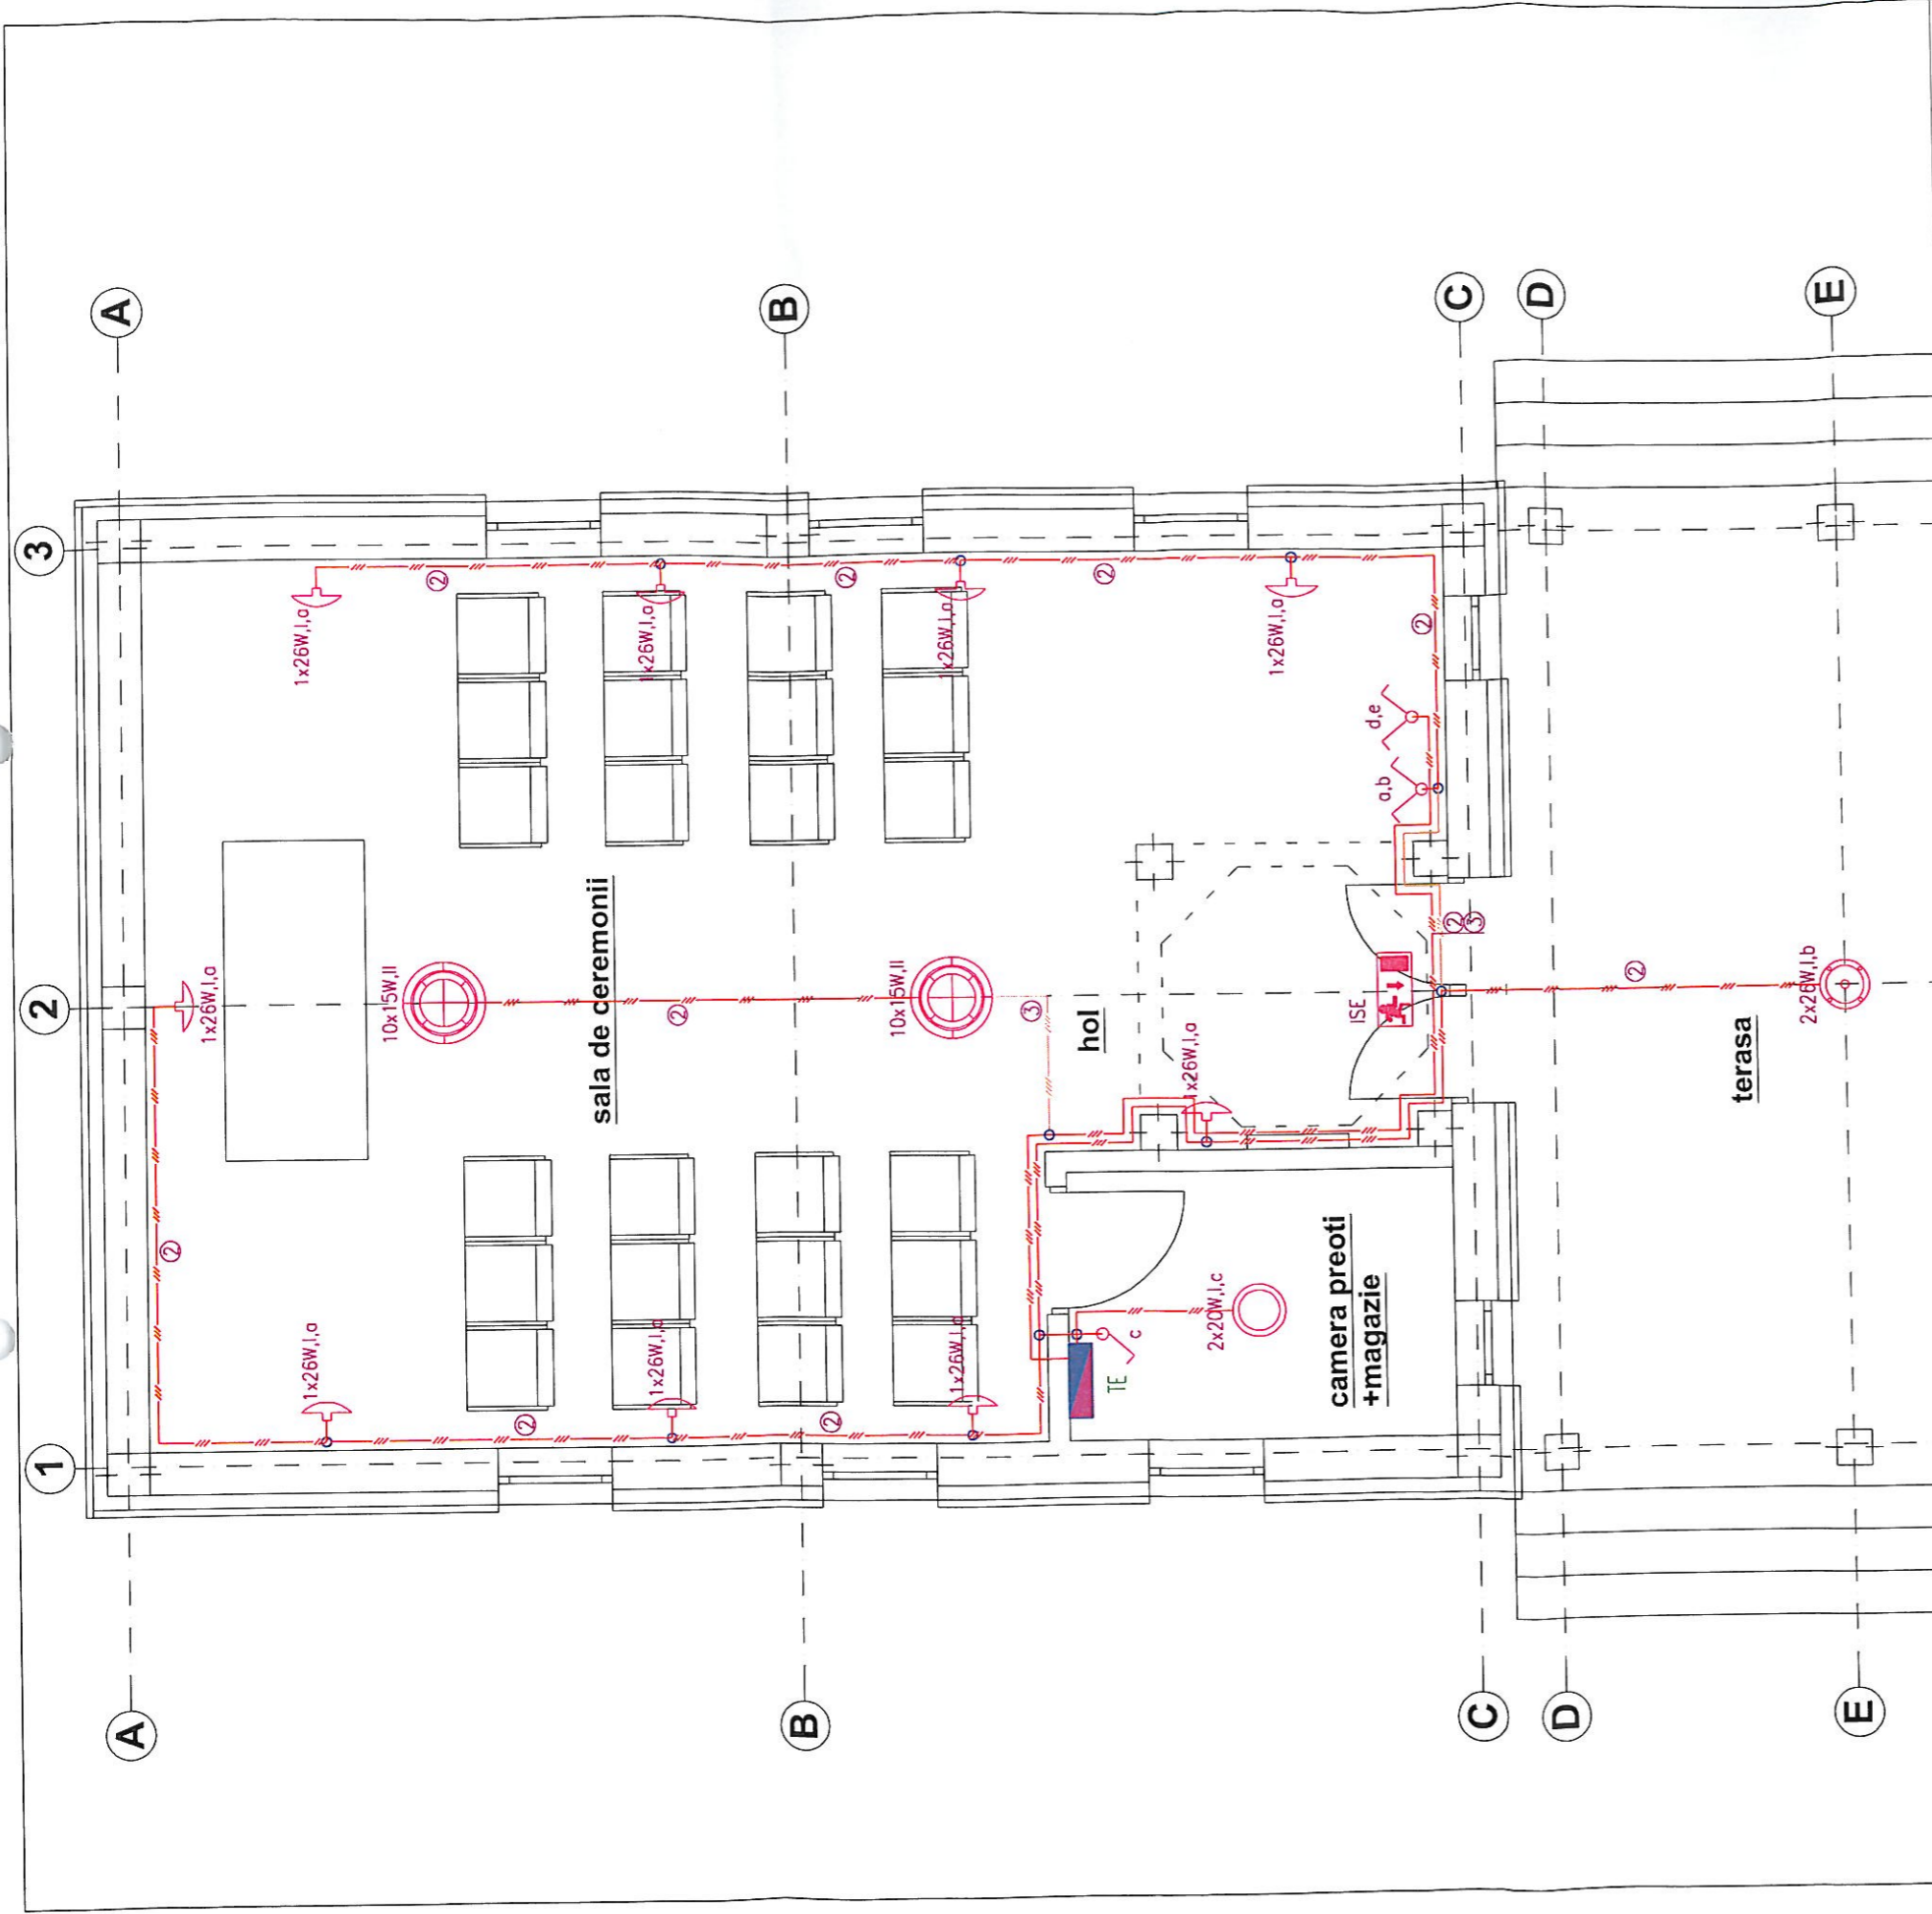 3
2
1
A
B
C
D
E
A
B
C
D
E
1x26W,I,a
1x26W,I,a
1x26W,I,a
1x26W,I,a
2
2
2
2
d,e
a,b
1x26W,I,a
10x15W,II
sala de ceremonii
2
10x15W,II
3
hol
ISE
2
3
2
2x26W,I,b
terasa
1x26W,I,a
2
1x26W,I,a
2
1x26W,I,a
2
1x26W,I,a
TE
c
2x20W,I,c
camera preoti
+magazie